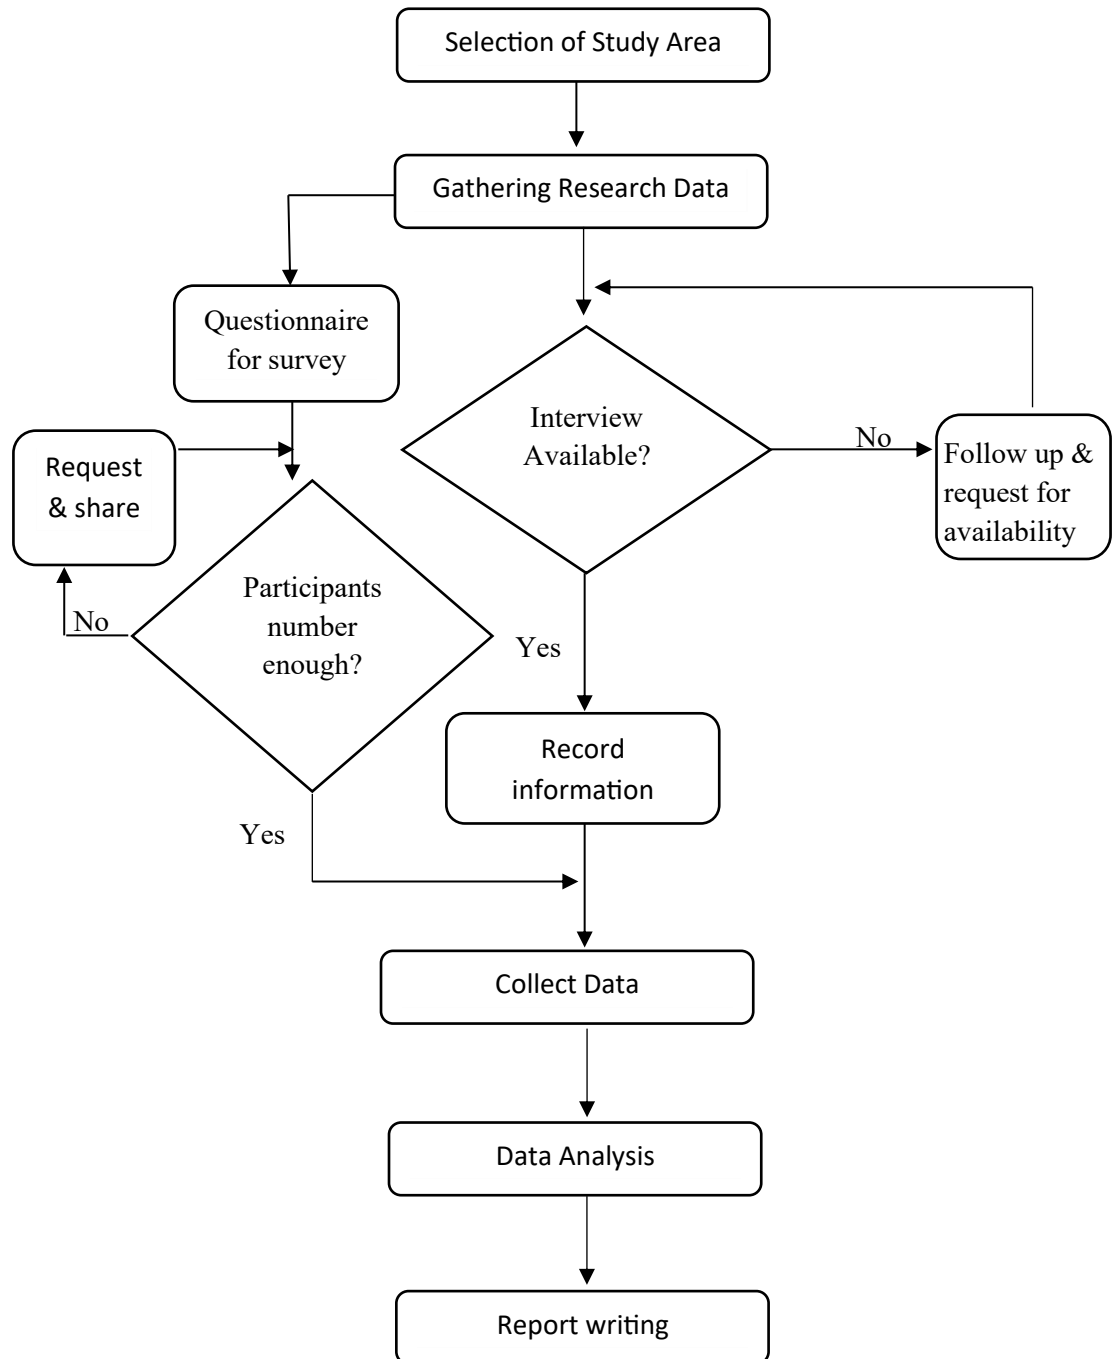 Selection of Study Area
Gathering Research Data
Questionnaire
for survey
Interview
Available?
No
Follow up &
request for
availability
Request
& share
Participants
number
enough?
No
Yes
Record
information
Yes
Collect Data
Data Analysis
Report writing